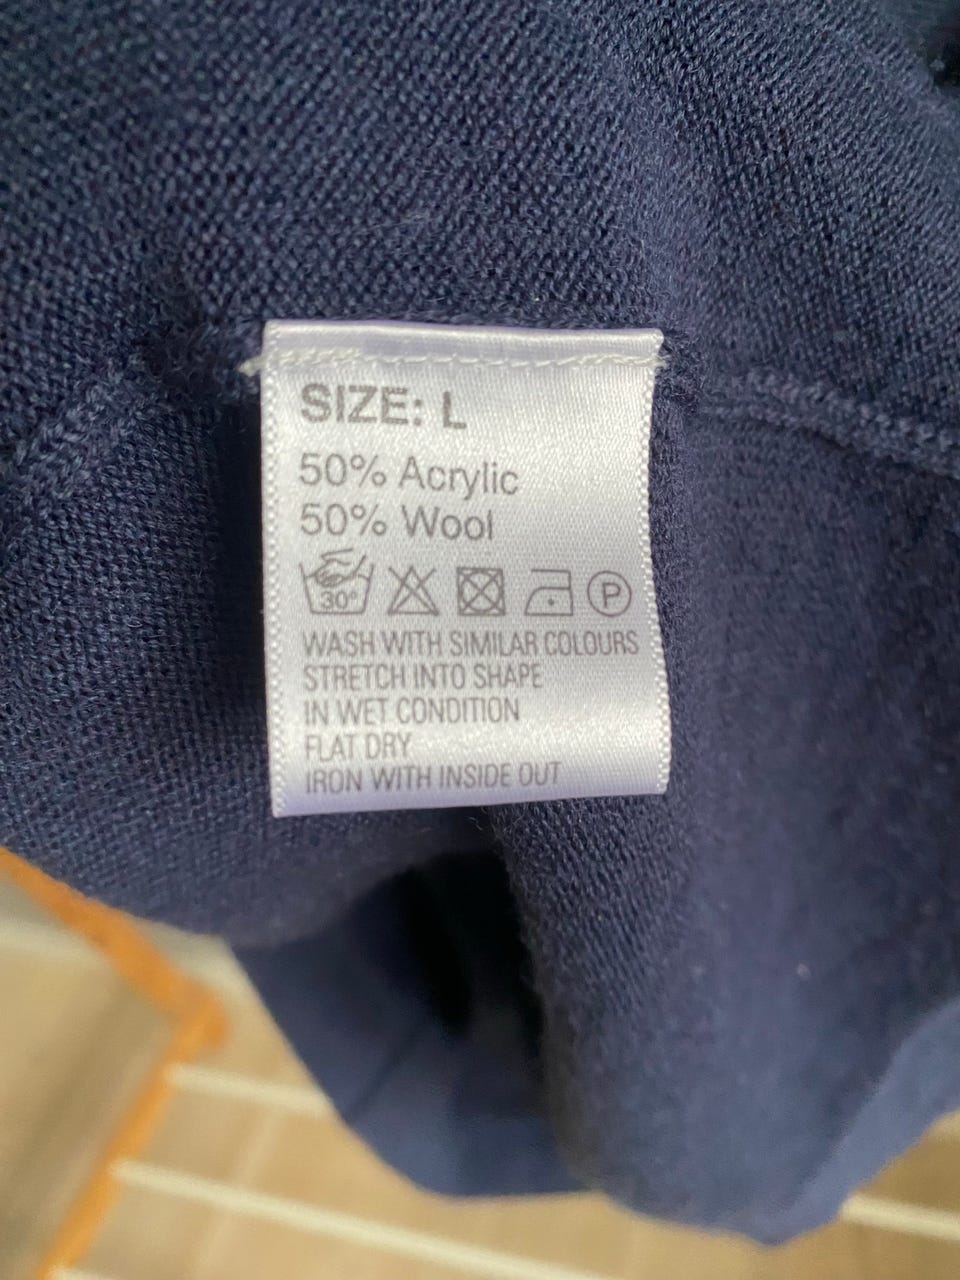 SIZE: L
50% Acrylic
50% Wool
30° P
WASH WITH SIMILAR COLOURS
STRETCH INTO SHAPE
IN WET CONDITION
FLAT DRY
IRON WITH INSIDE OUT